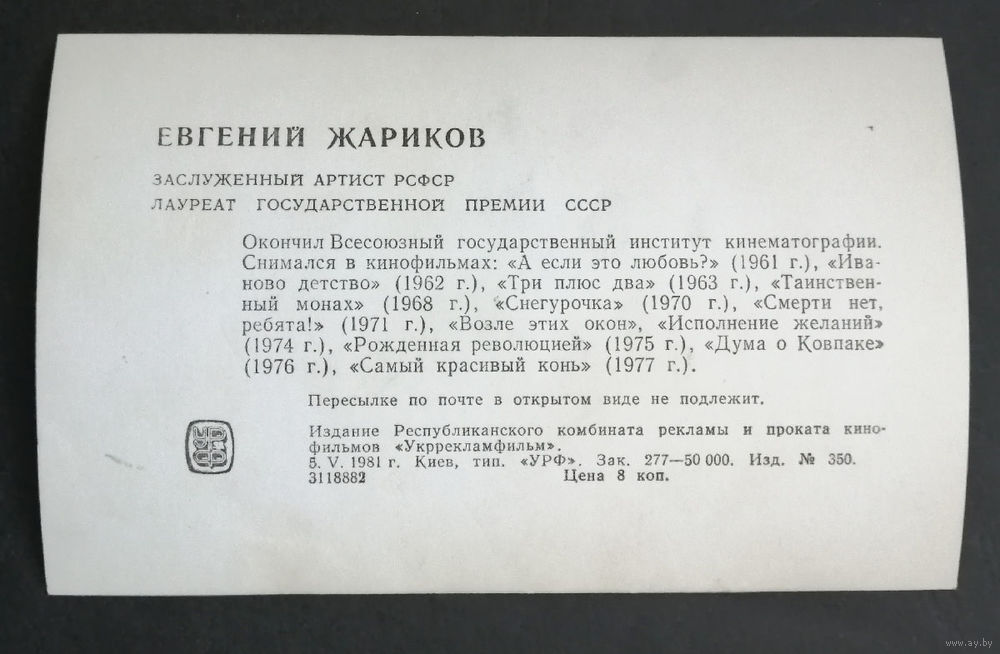 ЕВГЕНИЙ ЖАРИКОВ
ЗАСЛУЖЕННЫЙ АРТИСТ РСФСР
ЛАУРЕАТ ГОСУДАРСТВЕННОЙ ПРЕМИИ СССР
Окончил Всесоюзный государственный институт кинематографии.
Снимался в кинофильмах: «А если это любовь?» (1961 г.), «Ива-
ново детство» (1962 г.), «Три плюс два» (1963 г.), «Таинствен-
ный монах» (1968 г.), «Снегурочка» (1970 г.), «Смерти нет,
ребята!» (1971 г.), «Возле этих окон», «Исполнение желаний»
(1974 г.), «Рожденная революцией» (1975 г.), «Дума о Ковпаке»
(1976 г.), «Самый красивый конь» (1977 г.).
Пересылке по почте в открытом виде не подлежит.
Издание Республиканского комбината рекламы и проката кино-
фильмов «Укррекламфильм».
5. V. 1981 г. Киев, тип. «УРФ». Зак. 277—50 000. Изд. № 350.
3118882 Цена 8 коп.
www.ay.by